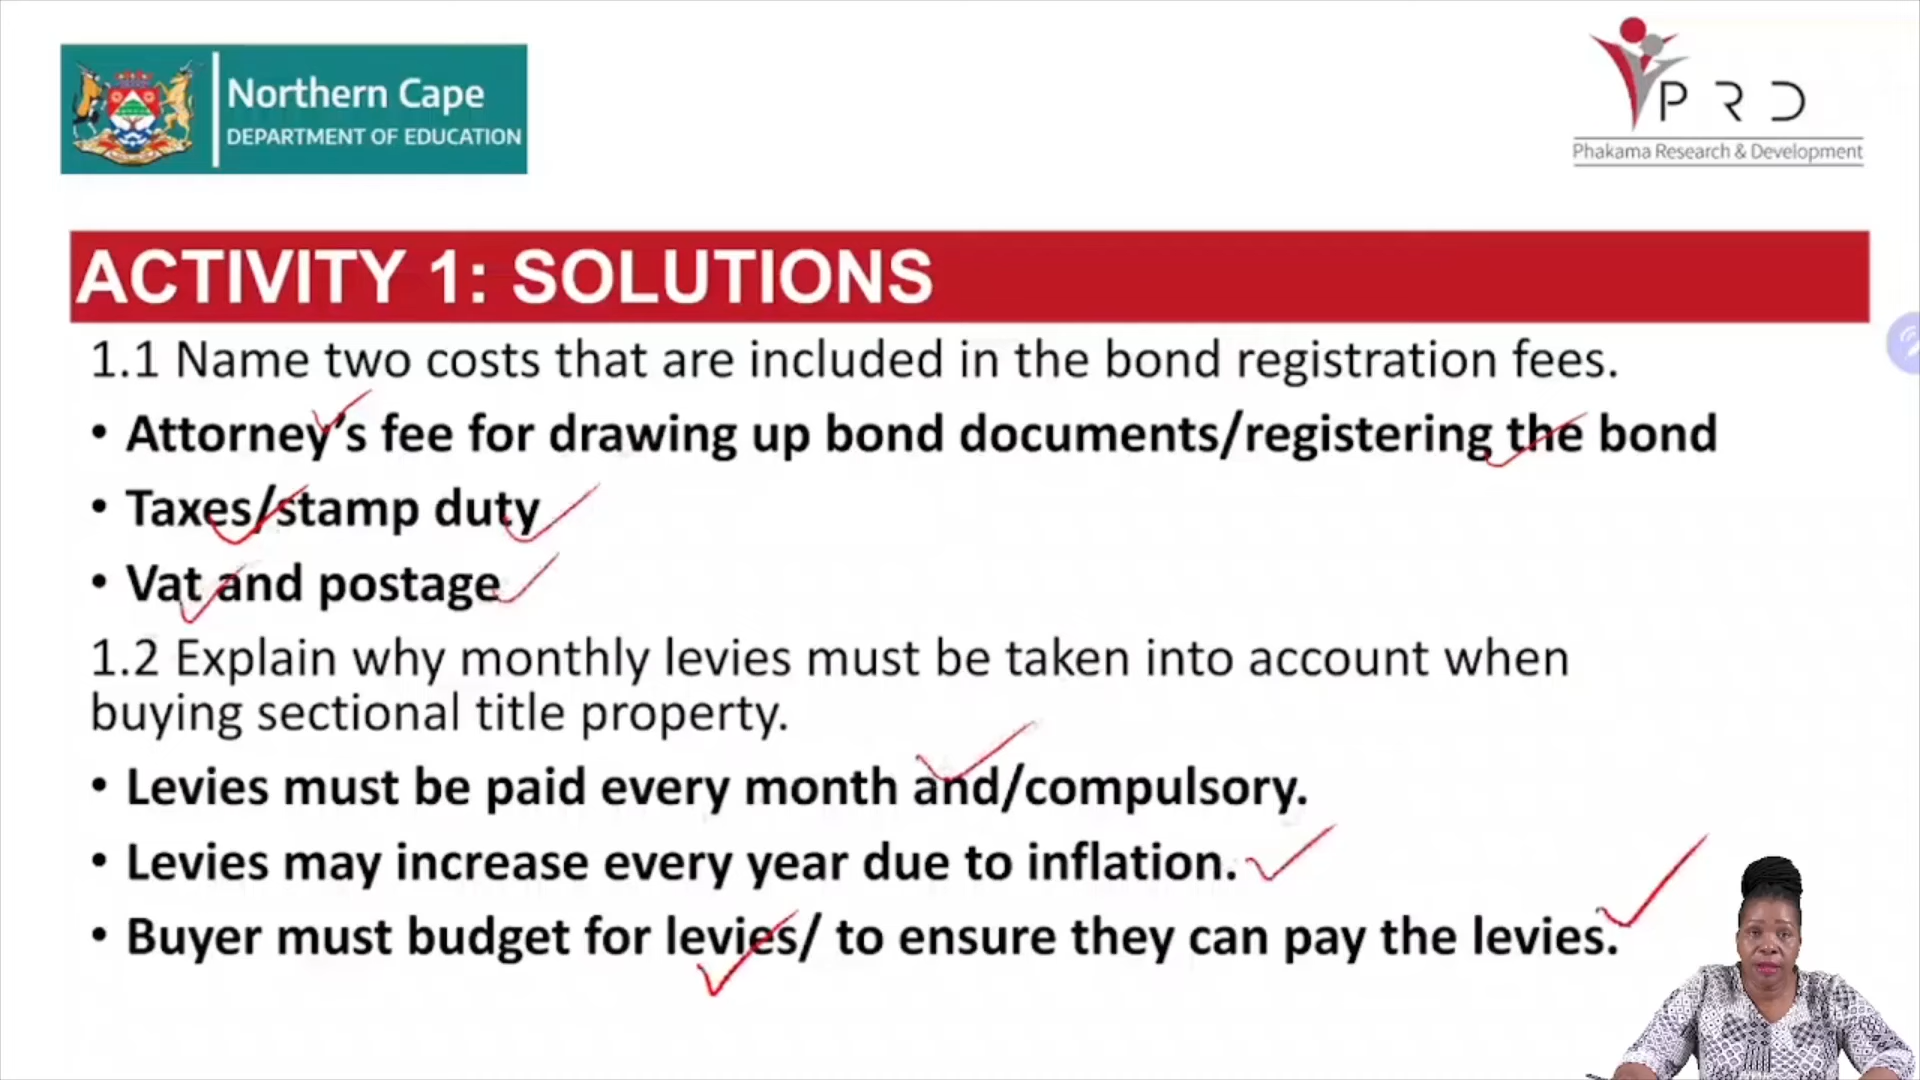 Northern Cape
DEPARTMENT OF EDUCATION
PRD
Phakama Research & Development
ACTIVITY 1: SOLUTIONS
1.1 Name two costs that are included in the bond registration fees.
• Attorney's fee for drawing up bond documents/registering the bond
• Taxes/stamp duty
• Vat and postage
1.2 Explain why monthly levies must be taken into account when
buying sectional title property.
• Levies must be paid every month and/compulsory.
• Levies may increase every year due to inflation.
• Buyer must budget for levies/ to ensure they can pay the levies.